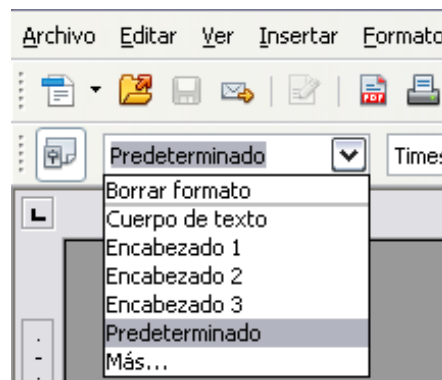 Archivo Editar Ver Insertar Formato
PDF
Predeterminado Times
Borrar formato
Cuerpo de texto
Encabezado 1
Encabezado 2
Encabezado 3
Predeterminado
Más...